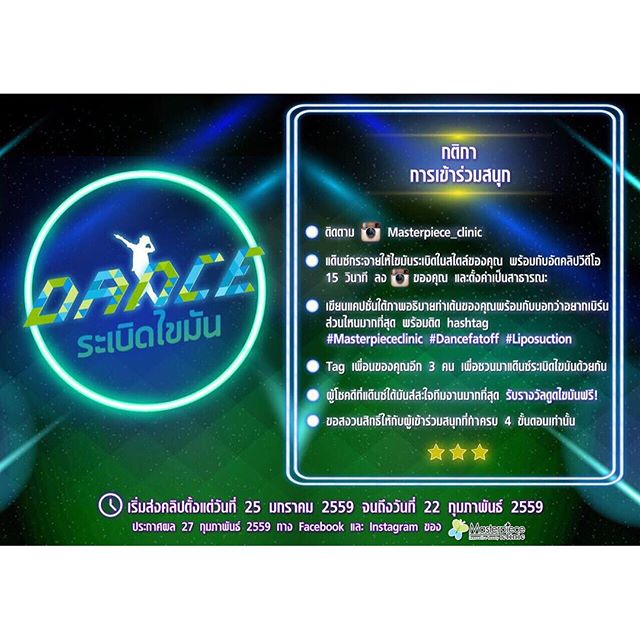 DANCE
ระเบิดไขมัน
กติกา
การเข้าร่วมสนุก
ติดตาม Masterpiece_clinic
แด๊นซ์กระจายให้ไขมันระเบิดในสไตล์ของคุณ พร้อมกับอัดคลิปวีดีโอ
15 วินาที ลง ของคุณ และตั้งค่าเป็นสาธารณะ
เขียนแคปชั่นใต้ภาพอธิบายท่าเต้นของคุณพร้อมกับบอกว่าอยากเบิร์น
ส่วนไหนมากที่สุด พร้อมติด hashtag
#Masterpiececlinic #Dancefatoff #Liposuction
Tag เพื่อนของคุณอีก 3 คน เพื่อชวนมาแด๊นซ์ระเบิดไขมันด้วยกัน
ผู้โชคดีที่แด๊นซ์ได้มันส์สะใจทีมงานมากที่สุด รับรางวัลดูดไขมันฟรี!
ขอสงวนสิทธิ์ให้กับผู้เข้าร่วมสนุกที่ทำครบ 4 ขั้นตอนเท่านั้น
เริ่มส่งคลิปตั้งแต่วันที่ 25 มกราคม 2559 จนถึงวันที่ 22 กุมภาพันธ์ 2559
ประกาศผล 27 กุมภาพันธ์ 2559 ทาง Facebook และ Instagram ของ Masterpiece